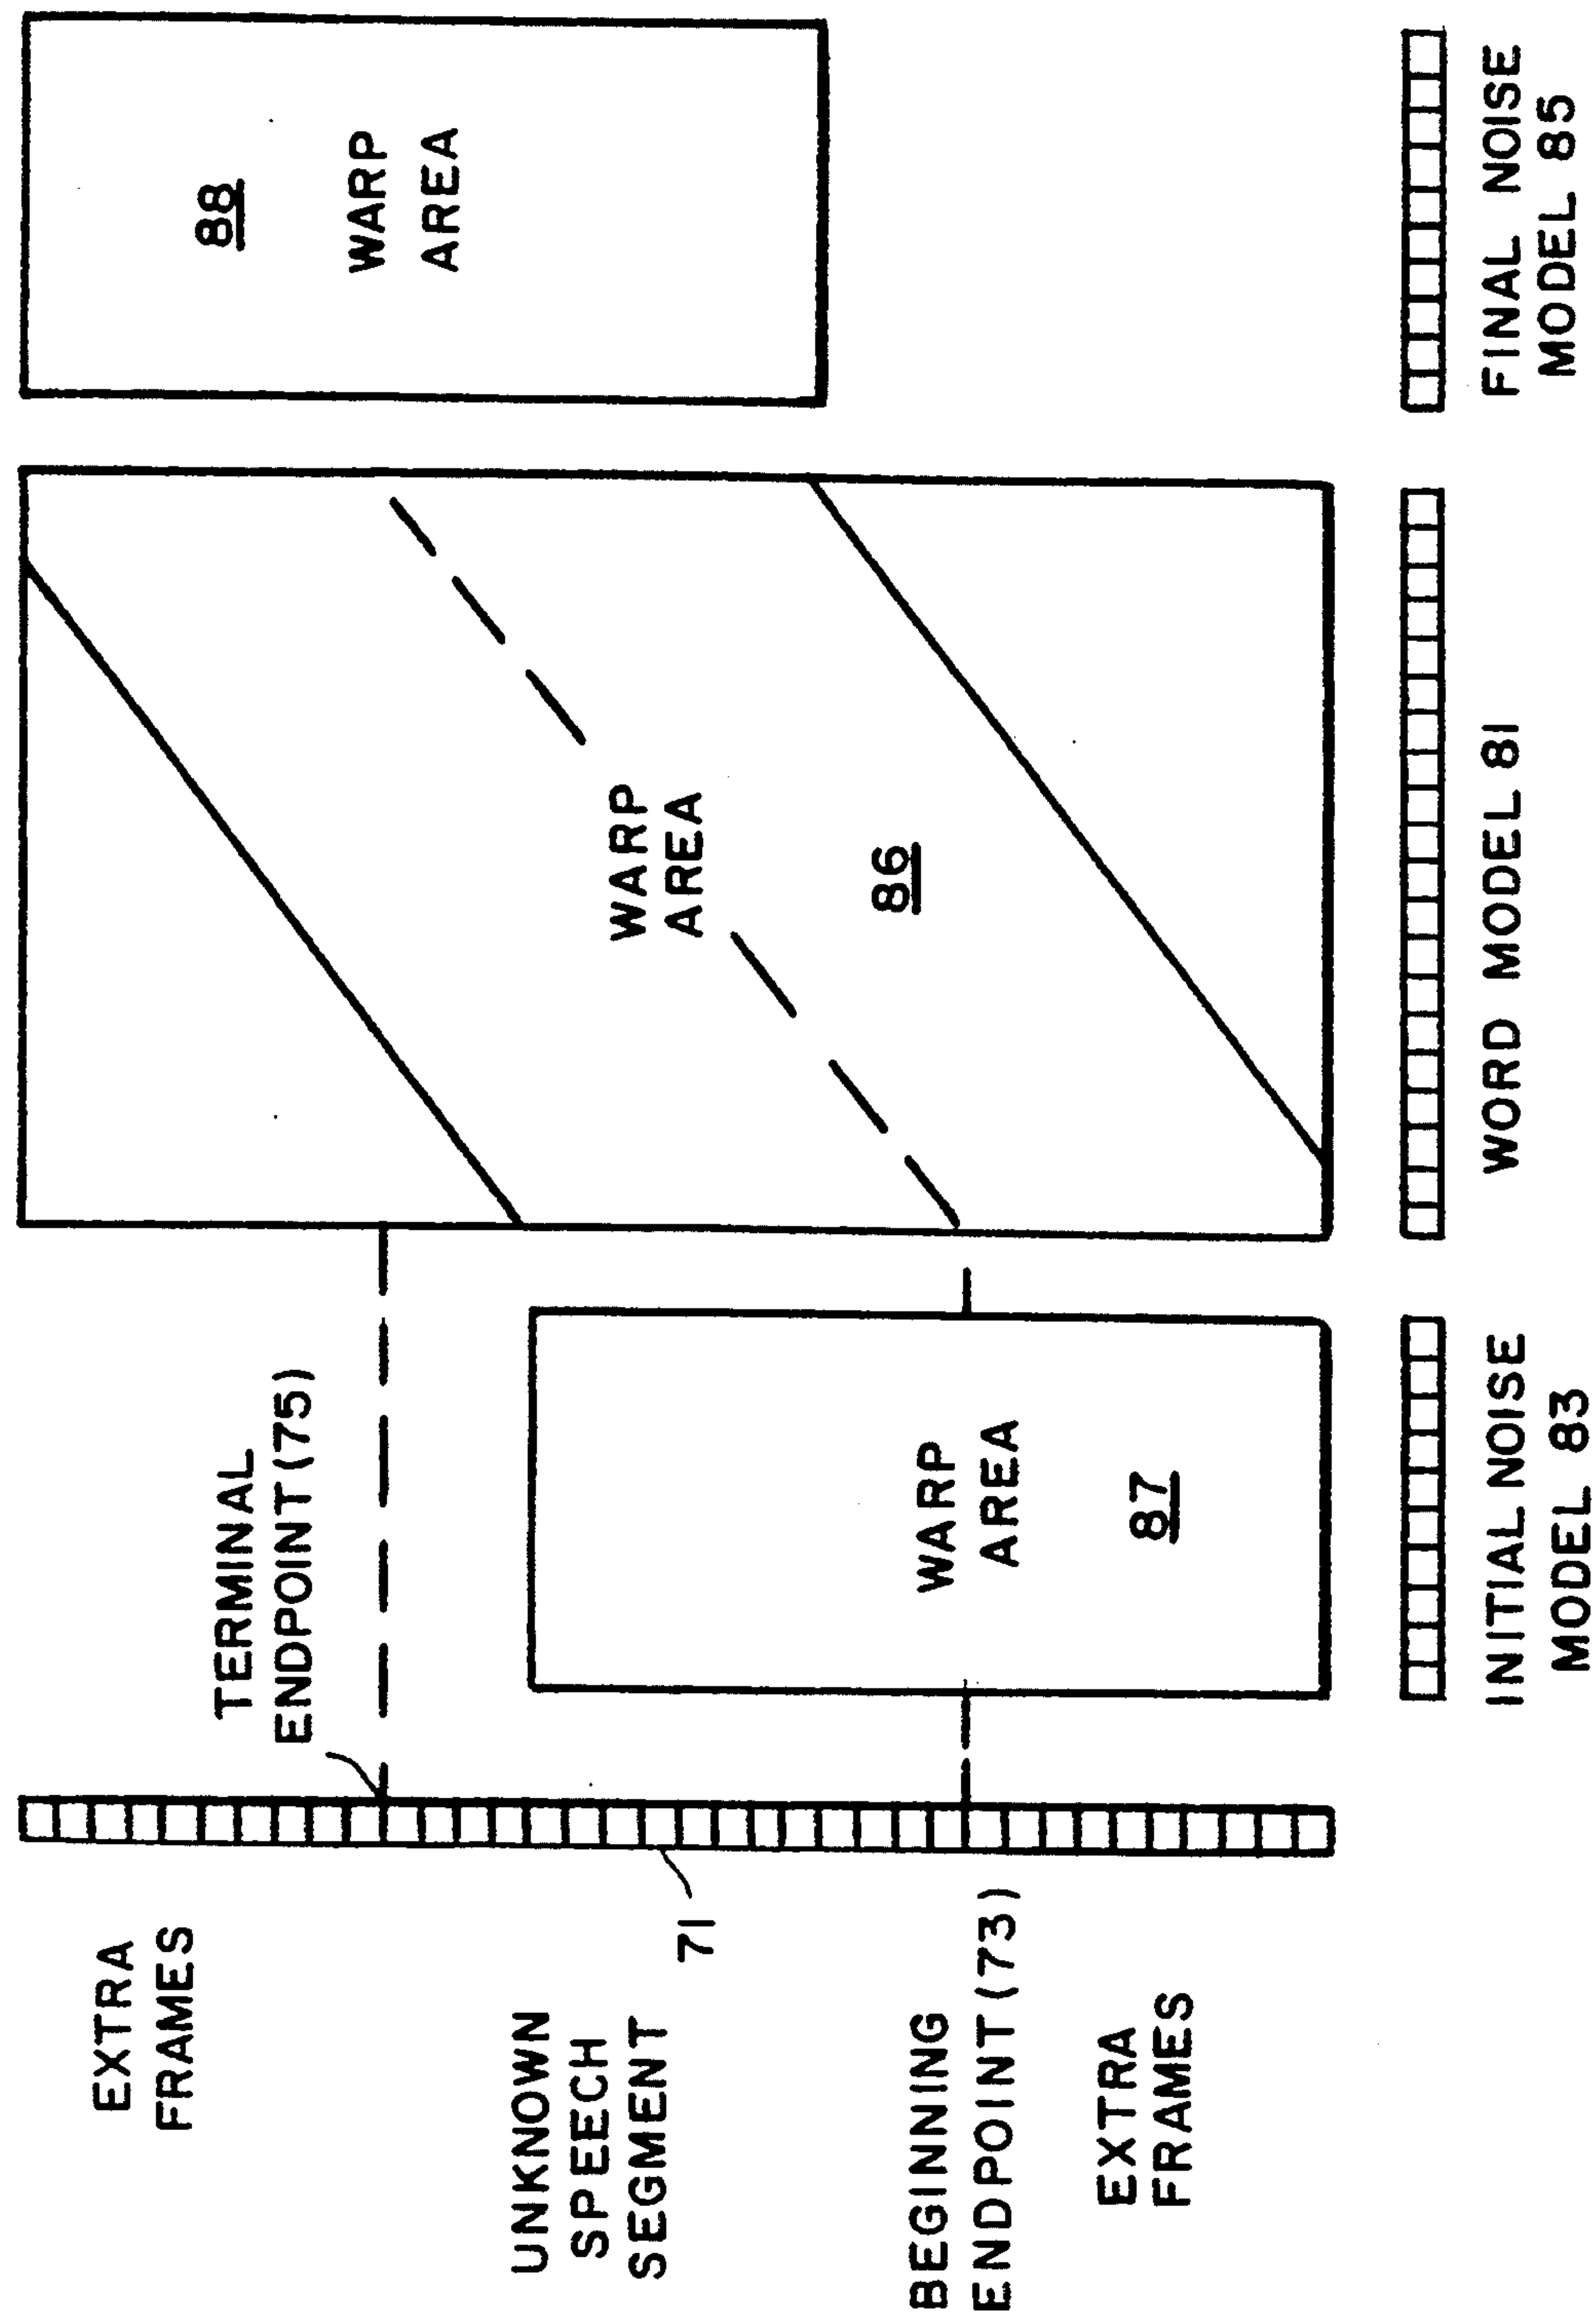 EXTRA
FRAMES
UNKNOWN
SPEECH
SEGMENT
71
BEGINNING
ENDPOINT (73)
EXTRA
FRAMES
TERMINAL
ENDPOINT (75)
WARP
AREA
87
INITIAL NOISE
MODEL 83
WARP
AREA
86
WORD MODEL 81
88
WARP
AREA
FINAL NOISE
MODEL 85